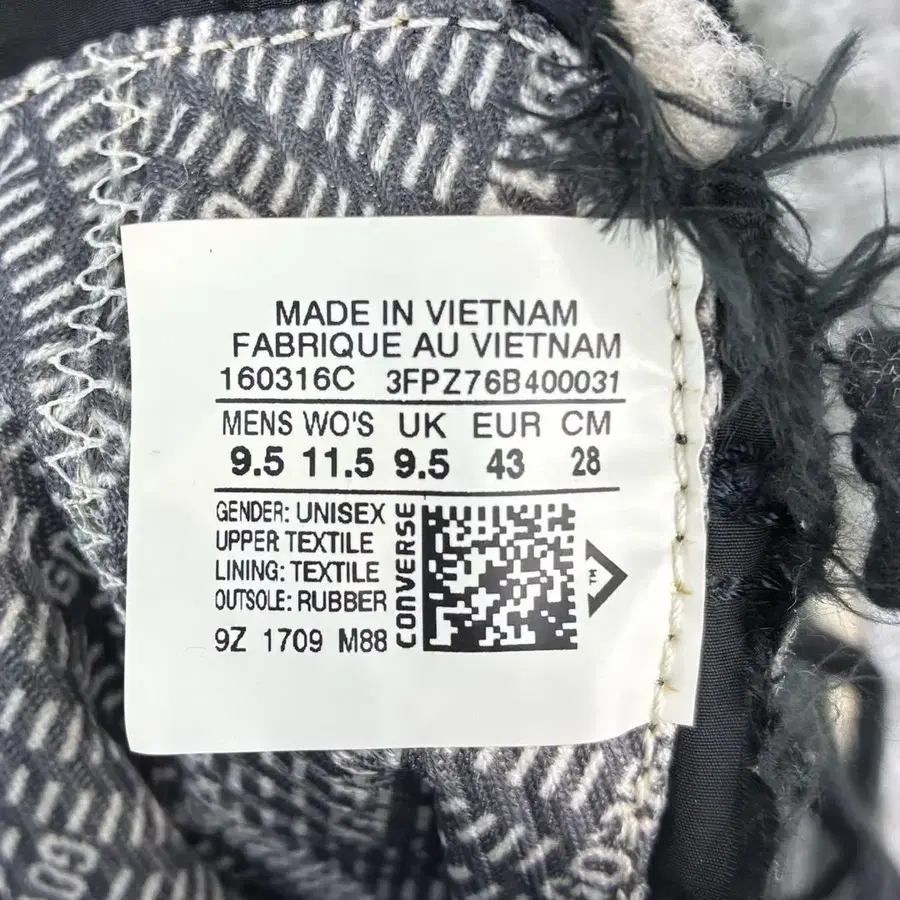 MADE IN VIETNAM
FABRIQUE AU VIETNAM
160316C 3FPZ76B400031
MENS WO'S UK EUR CM
9.5 11.5 9.5 43 28
GENDER: UNISEX
UPPER TEXTILE
LINING: TEXTILE
OUTSOLE: RUBBER
9Z 1709 M88
CONVERSE
TM